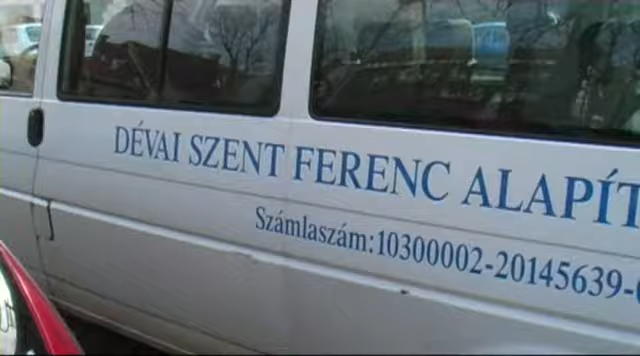 DÉVAI SZENT FERENC ALAPÍT
Számlaszám:10300002-20145639-